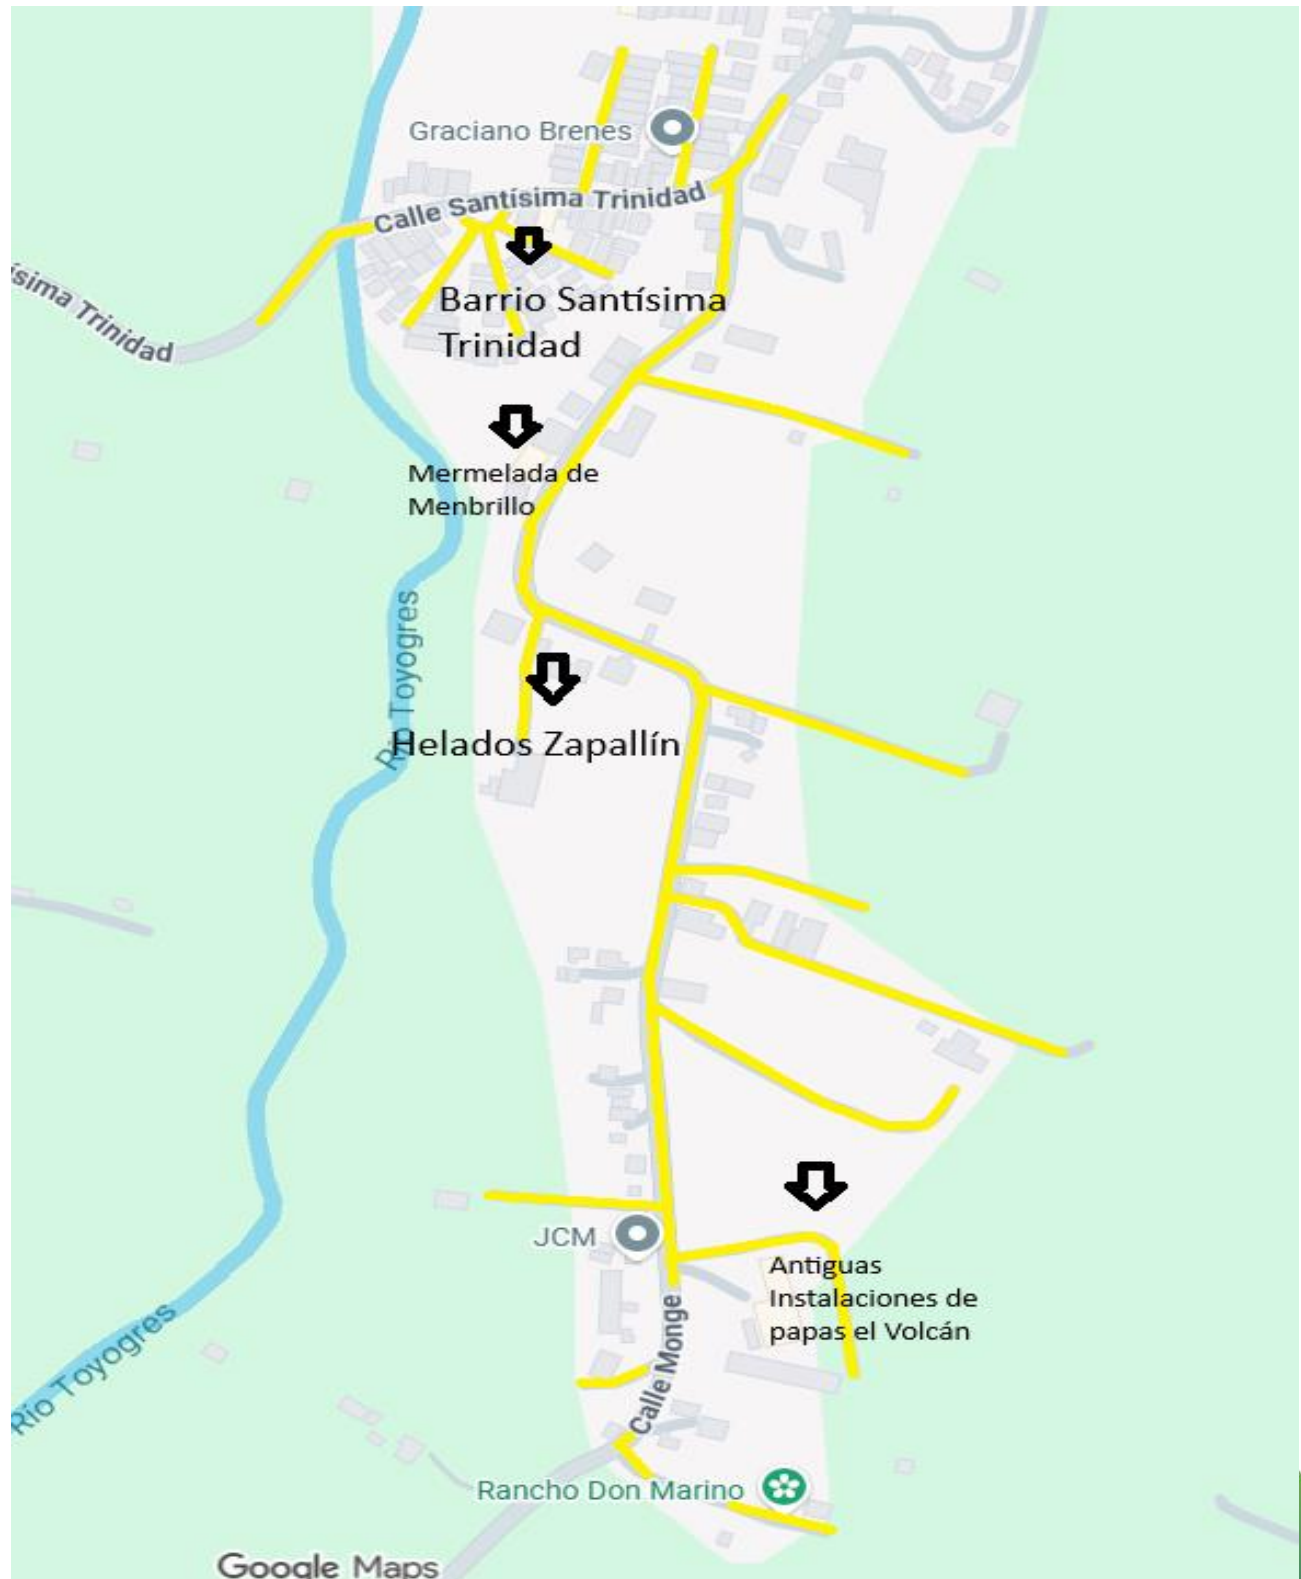 Graciano Brenes
Calle Santísima Trinidad
ísima Trinidad
Barrio Santísima
Trinidad
Mermelada de
Menbrillo
Río Toyogres
Helados Zapallín
JCM
Antiguas
Instalaciones de
papas el Volcán
Río Toyogres
Calle Monge
Rancho Don Marino
Google Maps